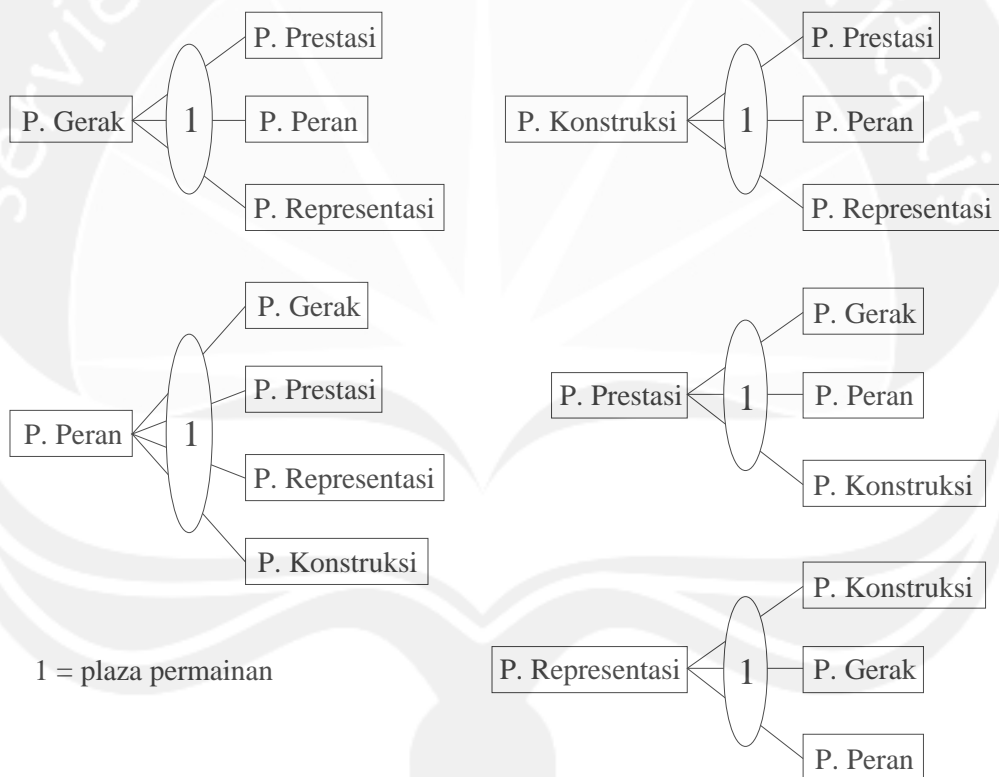 P. Prestasi
P. Gerak
1
P. Peran
P. Representasi
P. Prestasi
P. Konstruksi
1
P. Peran
P. Representasi
P. Gerak
P. Prestasi
P. Peran
1
P. Representasi
P. Konstruksi
P. Gerak
P. Prestasi
1
P. Peran
P. Konstruksi
1 = plaza permainan
P. Konstruksi
P. Representasi
1
P. Gerak
P. Peran